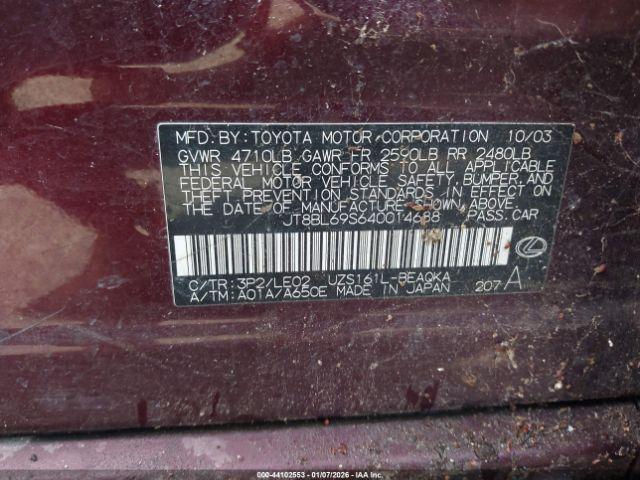 MFD. BY: TOYOTA MOTOR CORPORATION 10/03
GVWR 4710LB GAWR FR 2530LB RR 2480LB
THIS VEHICLE CONFORMS TO ALL APPLICABLE
FEDERAL MOTOR VEHICLE SAFETY, BUMPER, AND
THEFT PREVENTION STANDARDS IN EFFECT ON
THE DATE OF MANUFACTURE SHOWN ABOVE.
JT8BL69S640014688 PASS.CAR
C/TR: 3P2/LE02 UZS161L-BEAQKA
A/TM: A01A/A650E MADE IN JAPAN 207 A
000-44102553 - 01/07/2026 - IAA Inc.